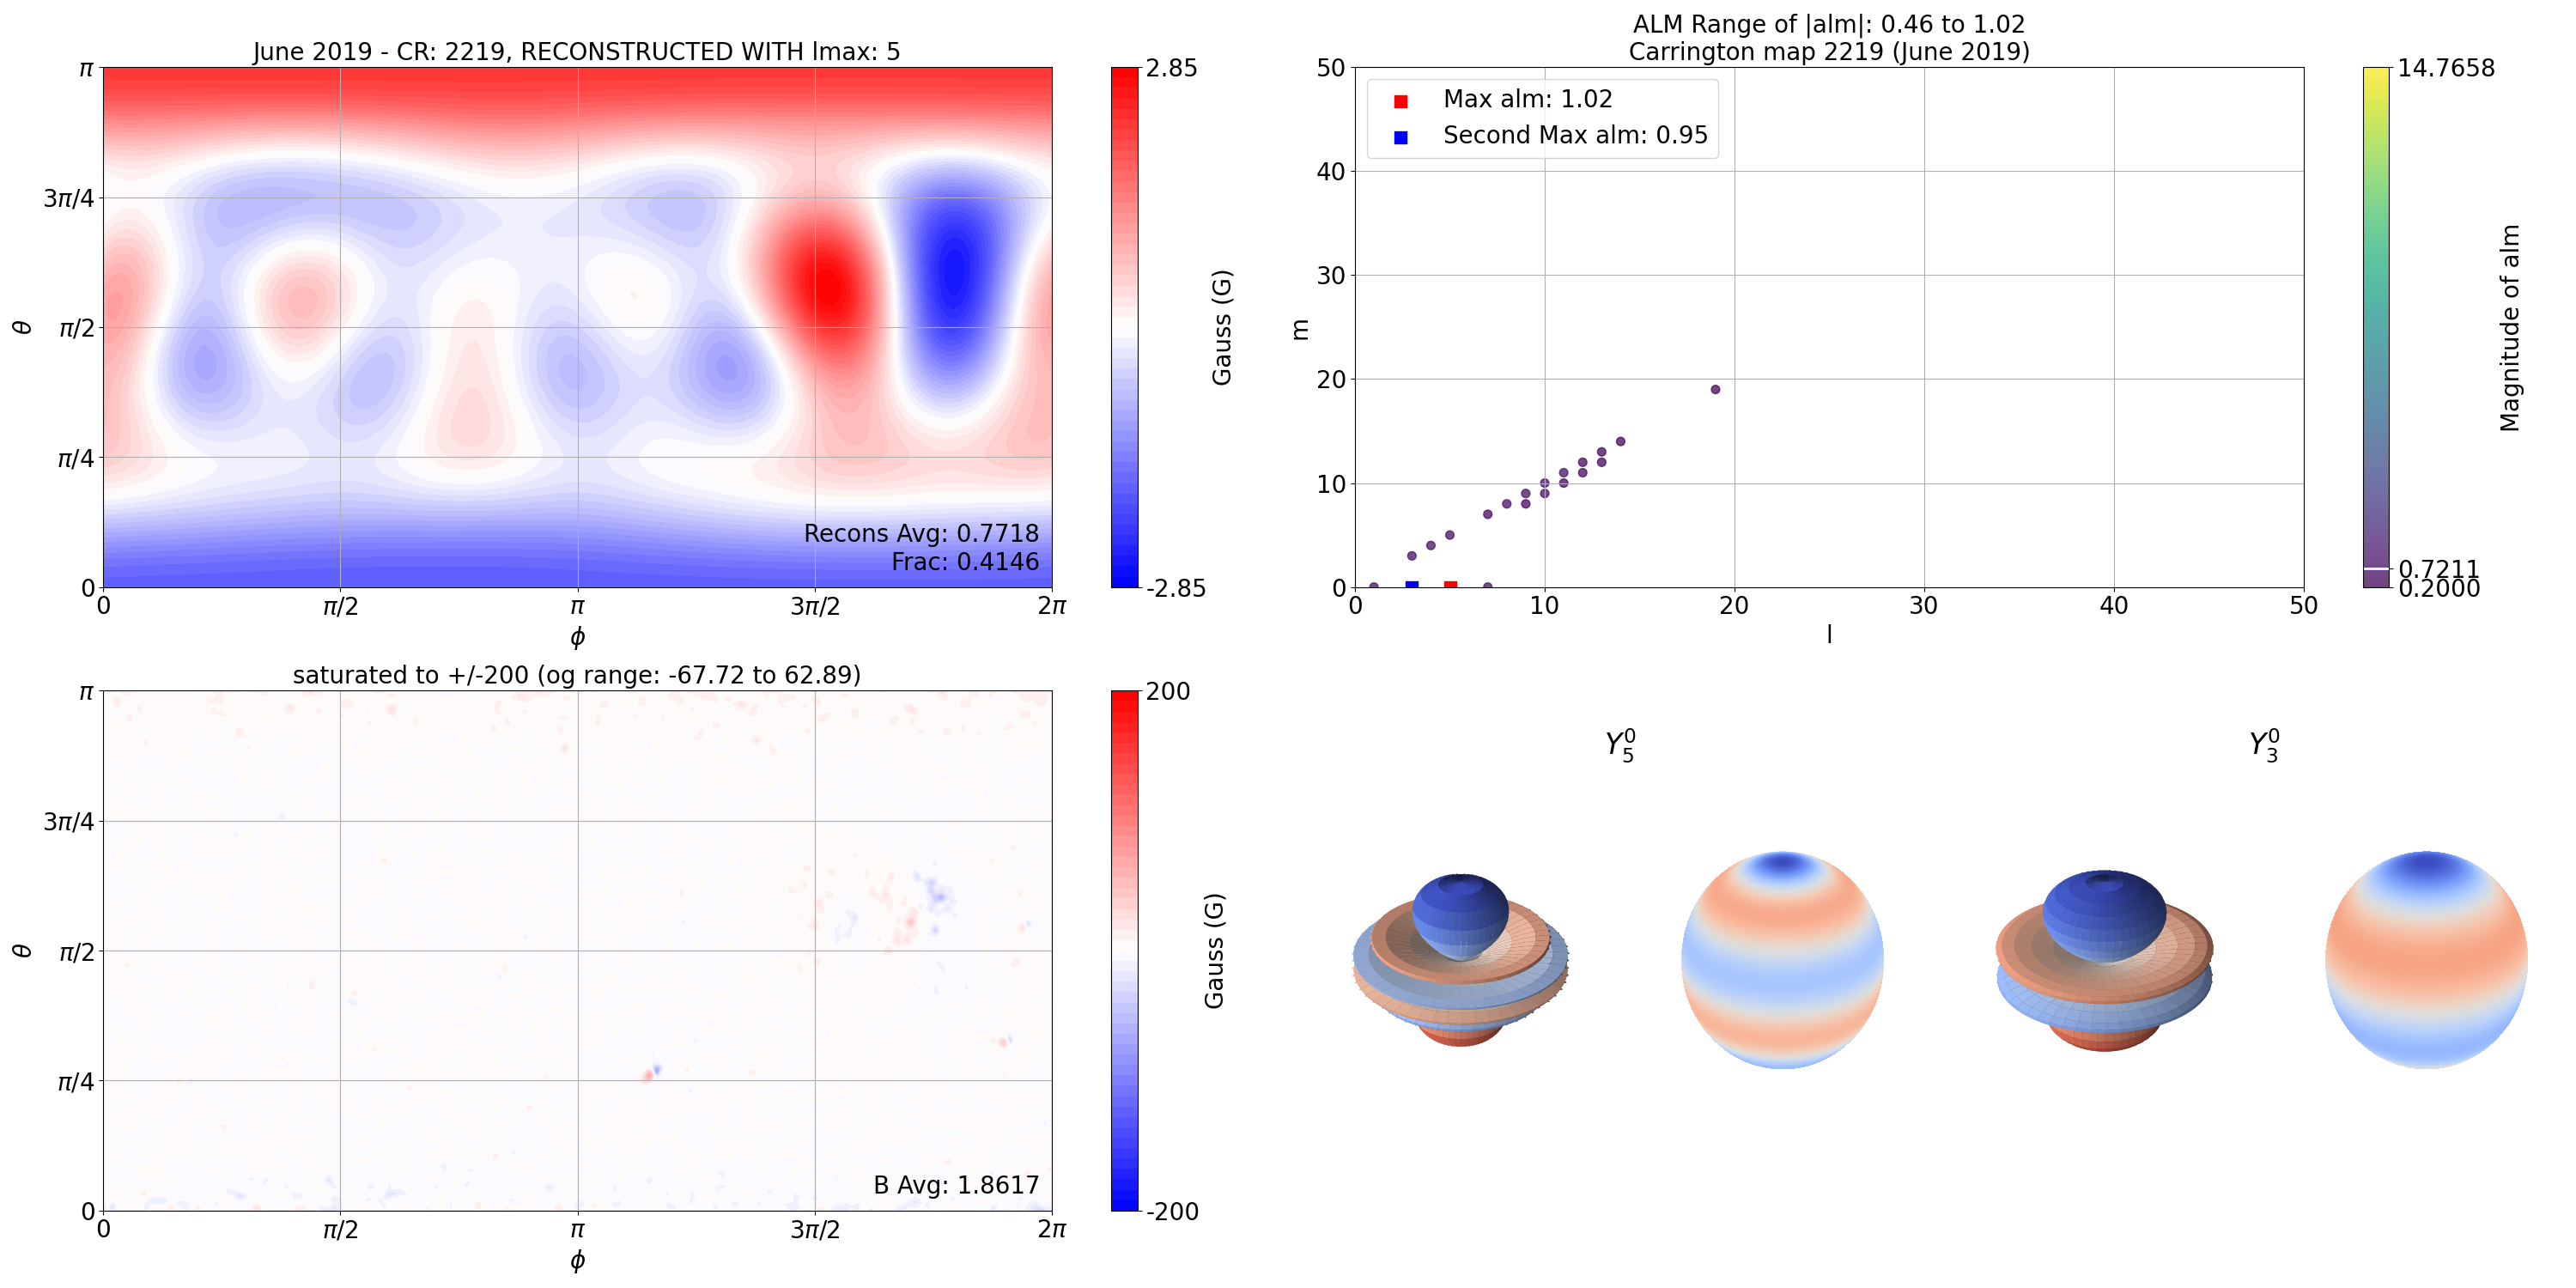 June 2019 - CR: 2219, RECONSTRUCTED WITH lmax: 5
π
3π/4
π/2
π/4
0
θ
0
π/2
π
3π/2
2π
ϕ
Recons Avg: 0.7718
Frac: 0.4146
2.85
-2.85
Gauss (G)
ALM Range of |alm|: 0.46 to 1.02
Carrington map 2219 (June 2019)
Max alm: 1.02
Second Max alm: 0.95
50
40
30
20
10
0
m
0
10
20
30
40
50
l
14.7658
0.7211
0.2000
Magnitude of alm
saturated to +/-200 (og range: -67.72 to 62.89)
π
3π/4
π/2
π/4
0
θ
0
π/2
π
3π/2
2π
ϕ
B Avg: 1.8617
200
-200
Gauss (G)
Y₅⁰
Y₃⁰